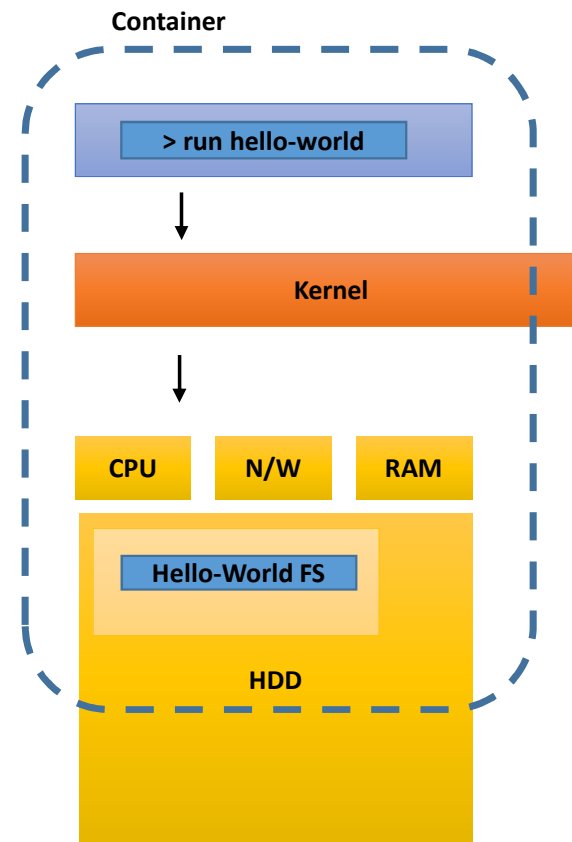 Container
> run hello-world
Kernel
CPU
N/W
RAM
Hello-World FS
HDD